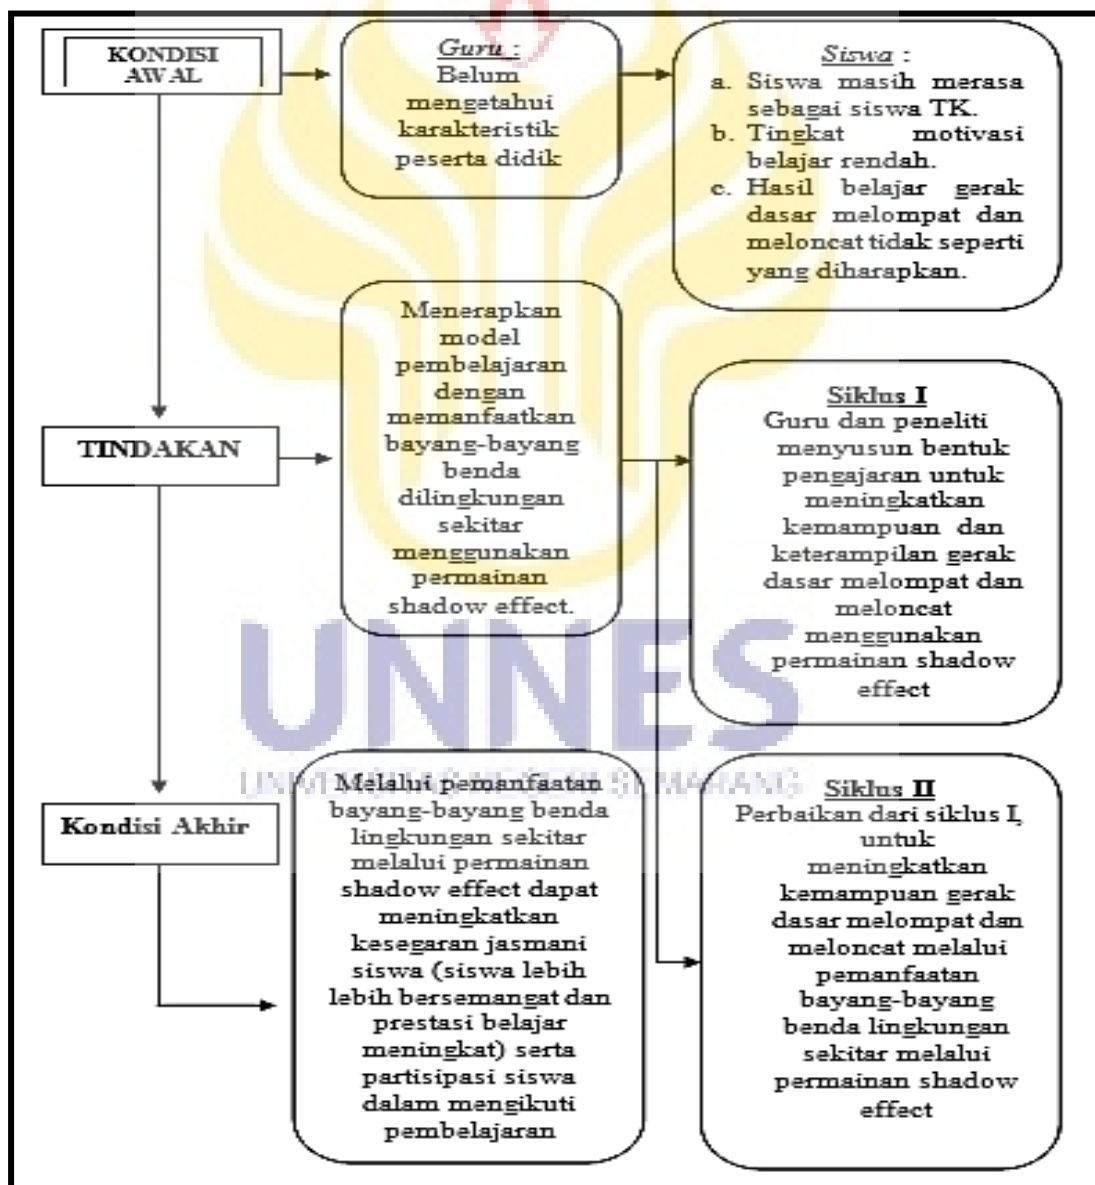 KONDISI
AWAL
Guru :
Belum
mengetahui
karakteristik
peserta didik
Siswa :
a. Siswa masih merasa
sebagai siswa TK.
b. Tingkat motivasi
belajar rendah.
c. Hasil belajar gerak
dasar melompat dan
meloncat tidak seperti
yang diharapkan.
TINDAKAN
Menerapkan
model
pembelajaran
dengan
memanfaatkan
bayang-bayang
benda
dilingkungan
sekitar
menggunakan
permainan
shadow effect.
Siklus I
Guru dan peneliti
menyusun bentuk
pengajaran untuk
meningkatkan
kemampuan dan
keterampilan gerak
dasar melompat dan
meloncat
menggunakan
permainan shadow
effect
UNNES
UNIVERSITAS NEGERI SEMARANG
Kondisi Akhir
Melalui pemanfaatan
bayang-bayang benda
lingkungan sekitar
melalui permainan
shadow effect dapat
meningkatkan
kesegaran jasmani
siswa (siswa lebih
lebih bersemangat dan
prestasi belajar
meningkat) serta
partisipasi siswa
dalam mengikuti
pembelajaran
Siklus II
Perbaikan dari siklus I,
untuk
meningkatkan
kemampuan gerak
dasar melompat dan
meloncat melalui
pemanfaatan
bayang-bayang
benda lingkungan
sekitar melalui
permainan shadow
effect